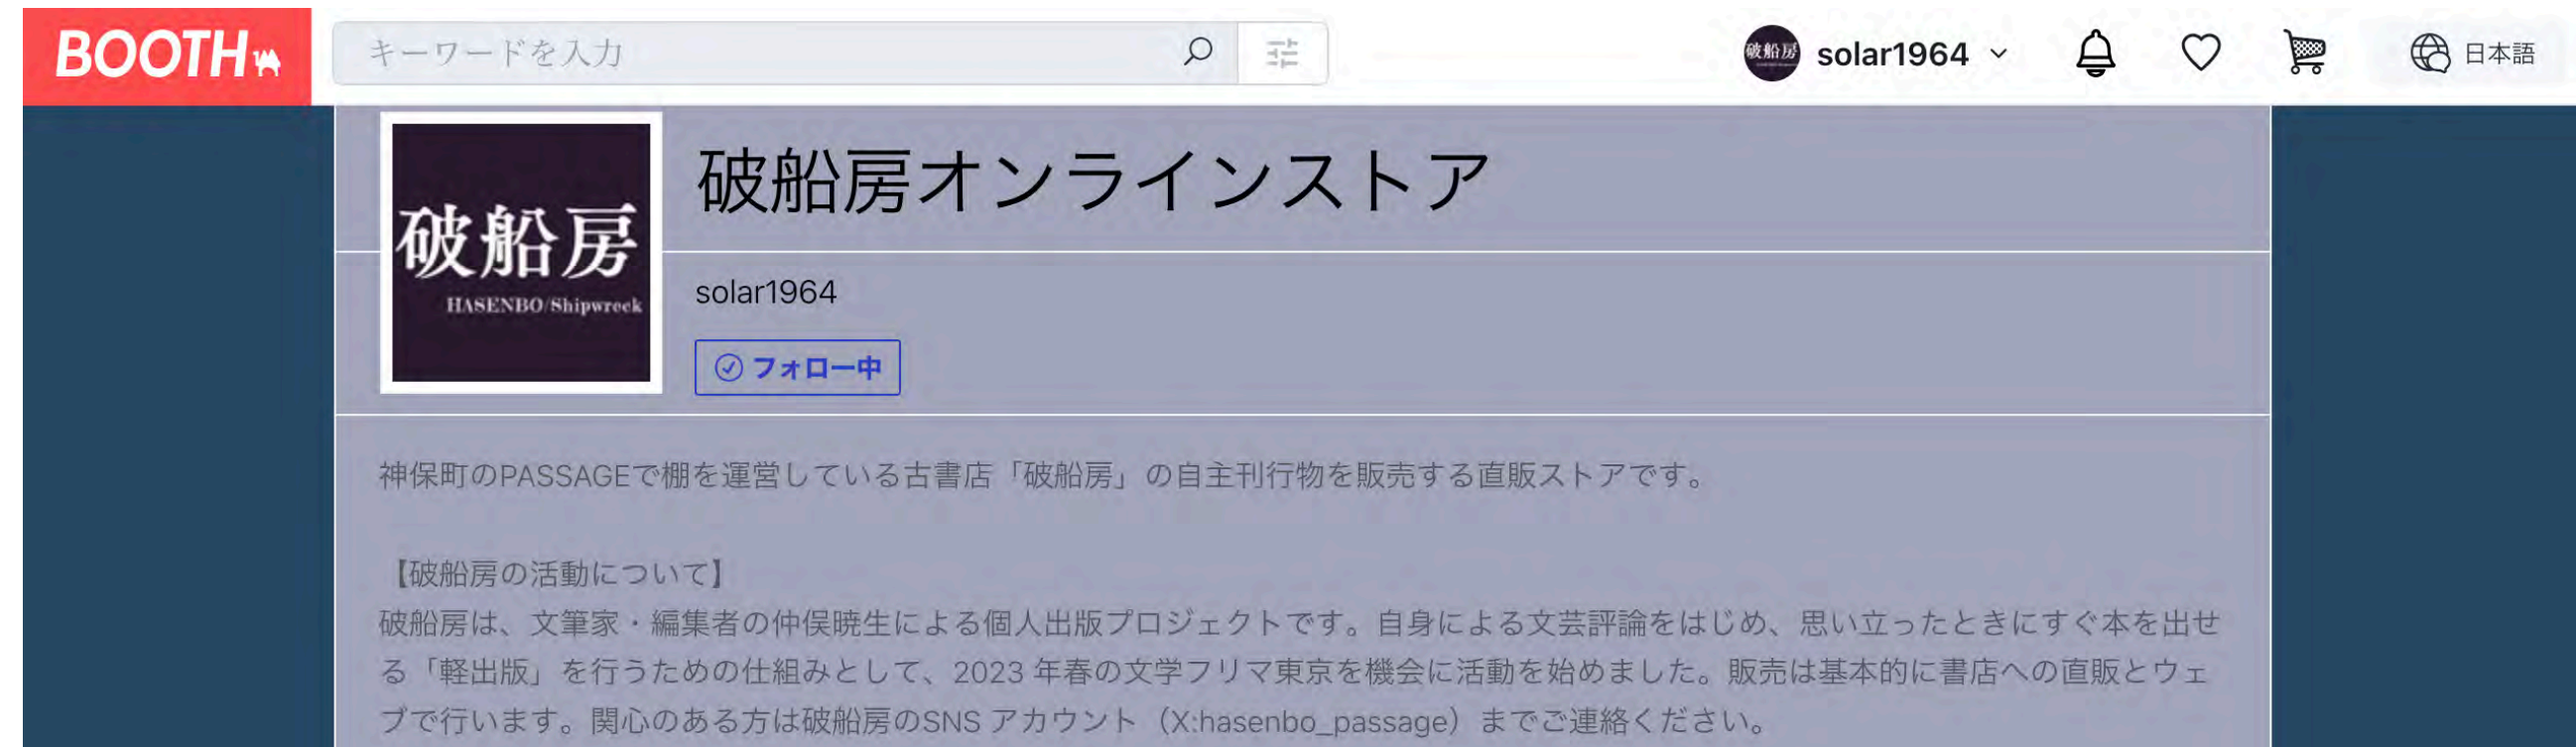 BOOTH
キーワードを入力
破船房 solar1964
日本語
破船房
HASENBO/Shipwreck
破船房オンラインストア
solar1964
フォロー中
神保町のPASSAGEで棚を運営している古書店「破船房」の自主刊行物を販売する直販ストアです。
【破船房の活動について】
破船房は、文筆家・編集者の仲俣暁生による個人出版プロジェクトです。自身による文芸評論をはじめ、思い立ったときにすぐ本を出せ
る「軽出版」を行うための仕組みとして、2023 年春の文学フリマ東京を機会に活動を始めました。販売は基本的に書店への直販とウェ
ブで行います。関心のある方は破船房のSNS アカウント（X:hasenbo_passage）までご連絡ください。